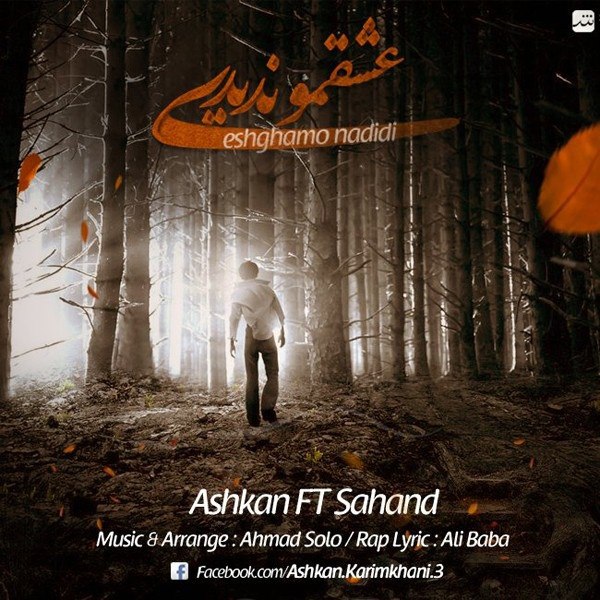 عشقمو ندیدی
eshghamo nadidi
Ashkan FT Sahand
Music & Arrange : Ahmad Solo / Rap Lyric : Ali Baba
Facebook.com/Ashkan.Karimkhani.3